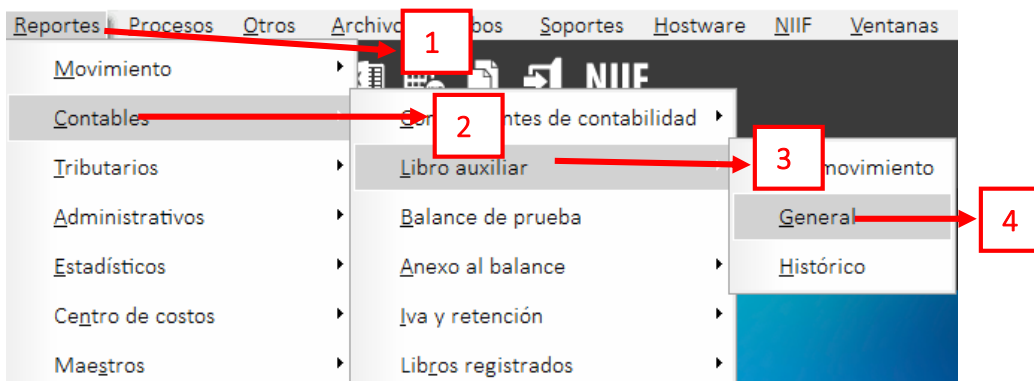 Reportes Procesos Otros Archivo bos Soportes Hostware NIIF Ventanas
1
Movimiento
NIIF
Contables
2
ntes de contabilidad
Tributarios
Libro auxiliar
3
movimiento
Administrativos
Balance de prueba
General
4
Estadísticos
Anexo al balance
Histórico
Centro de costos
Iva y retención
Maestros
Libros registrados